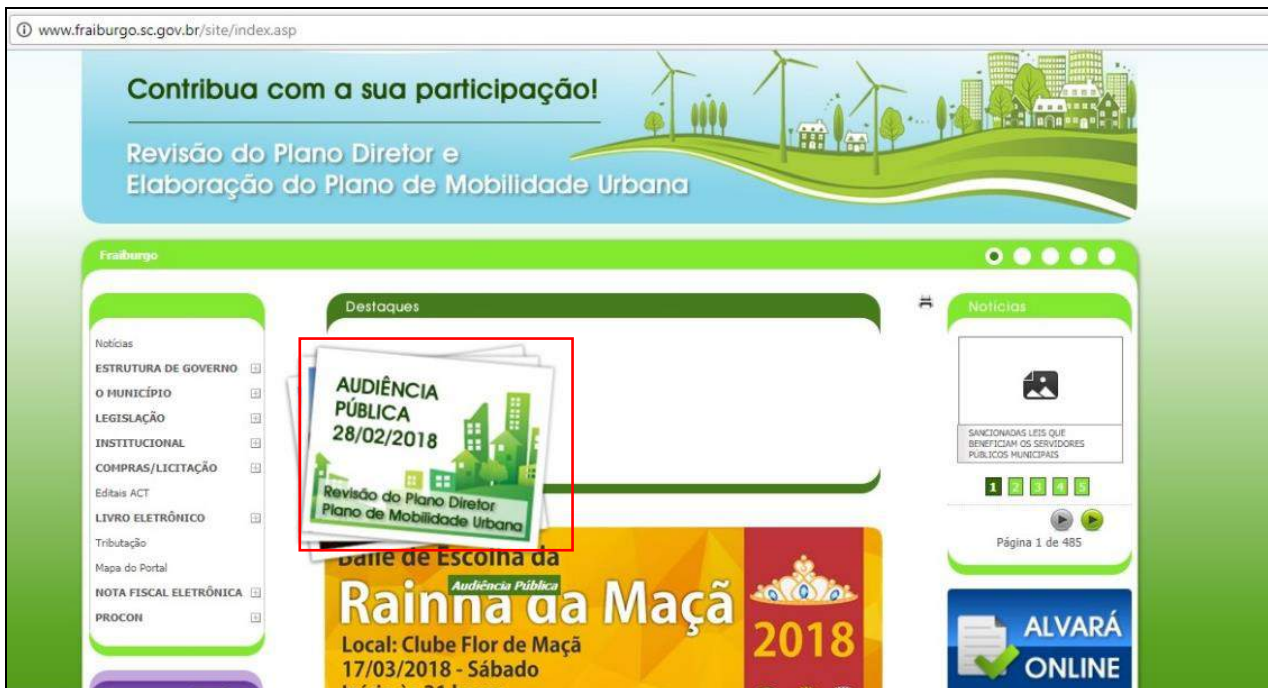 www.fraiburgo.sc.gov.br/site/index.asp
Contribua com a sua participação!
Revisão do Plano Diretor e
Elaboração do Plano de Mobilidade Urbana
Fraiburgo
Notícias
ESTRUTURA DE GOVERNO
O MUNICÍPIO
LEGISLAÇÃO
INSTITUCIONAL
COMPRAS/LICITAÇÃO
Editais ACT
LIVRO ELETRÔNICO
Tributação
Mapa do Portal
NOTA FISCAL ELETRÔNICA
PROCON
Destaques
AUDIÊNCIA
PÚBLICA
28/02/2018
Revisão do Plano Diretor
Plano de Mobilidade Urbana
Baile de Escolha da
Audiência Pública
Rainha da Maçã
2018
Local: Clube Flor de Maçã
17/03/2018 - Sábado
Notícias
SANCIONADAS LEIS QUE
BENEFICIAM OS SERVIDORES
PÚBLICOS MUNICIPAIS
1 2 3 4 5
Página 1 de 485
ALVARÁ
ONLINE